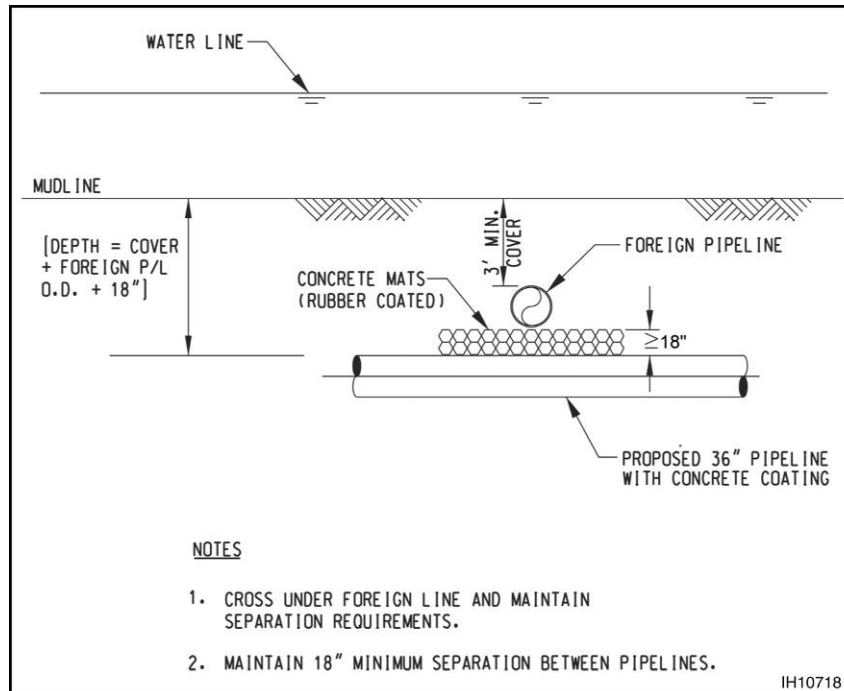 WATER LINE
MUDLINE
[DEPTH = COVER
+ FOREIGN P/L
O.D. + 18"]
3' MIN.
COVER
FOREIGN PIPELINE
CONCRETE MATS
(RUBBER COATED)
≥18"
PROPOSED 36" PIPELINE
WITH CONCRETE COATING
NOTES
1. CROSS UNDER FOREIGN LINE AND MAINTAIN
SEPARATION REQUIREMENTS.
2. MAINTAIN 18" MINIMUM SEPARATION BETWEEN PIPELINES.
IH10718